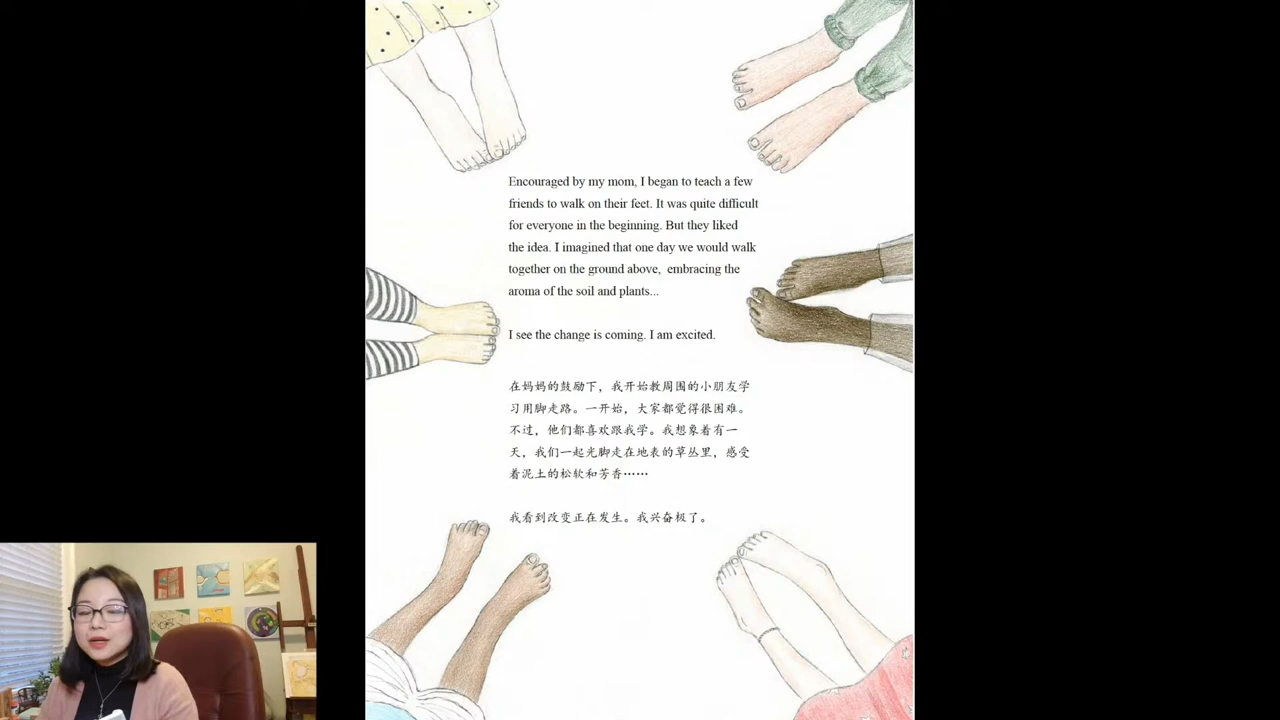 Encouraged by my mom, I began to teach a few
friends to walk on their feet. It was quite difficult
for everyone in the beginning. But they liked
the idea. I imagined that one day we would walk
together on the ground above, embracing the
aroma of the soil and plants...
I see the change is coming. I am excited.
在妈妈的鼓励下，我开始教周围的小朋友学
习用脚走路。一开始，大家都觉得很困难。
不过，他们都喜欢跟我学。我想象着有一
天，我们一起光脚走在地表的草丛里，感受
着泥土的松软和芳香……
我看到改变正在发生。我兴奋极了。